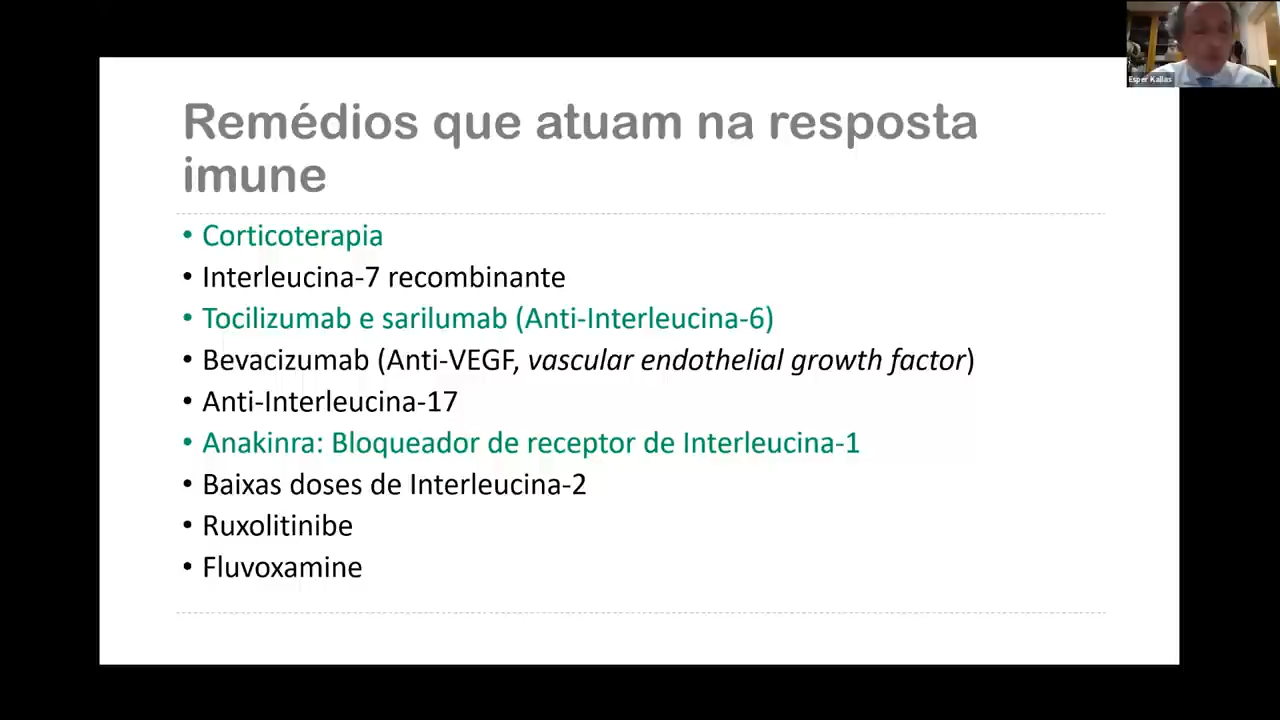 Esper Kallas
Remédios que atuam na resposta
imune
• Corticoterapia
• Interleucina-7 recombinante
• Tocilizumab e sarilumab (Anti-Interleucina-6)
• Bevacizumab (Anti-VEGF, vascular endothelial growth factor)
• Anti-Interleucina-17
• Anakinra: Bloqueador de receptor de Interleucina-1
• Baixas doses de Interleucina-2
• Ruxolitinibe
• Fluvoxamine